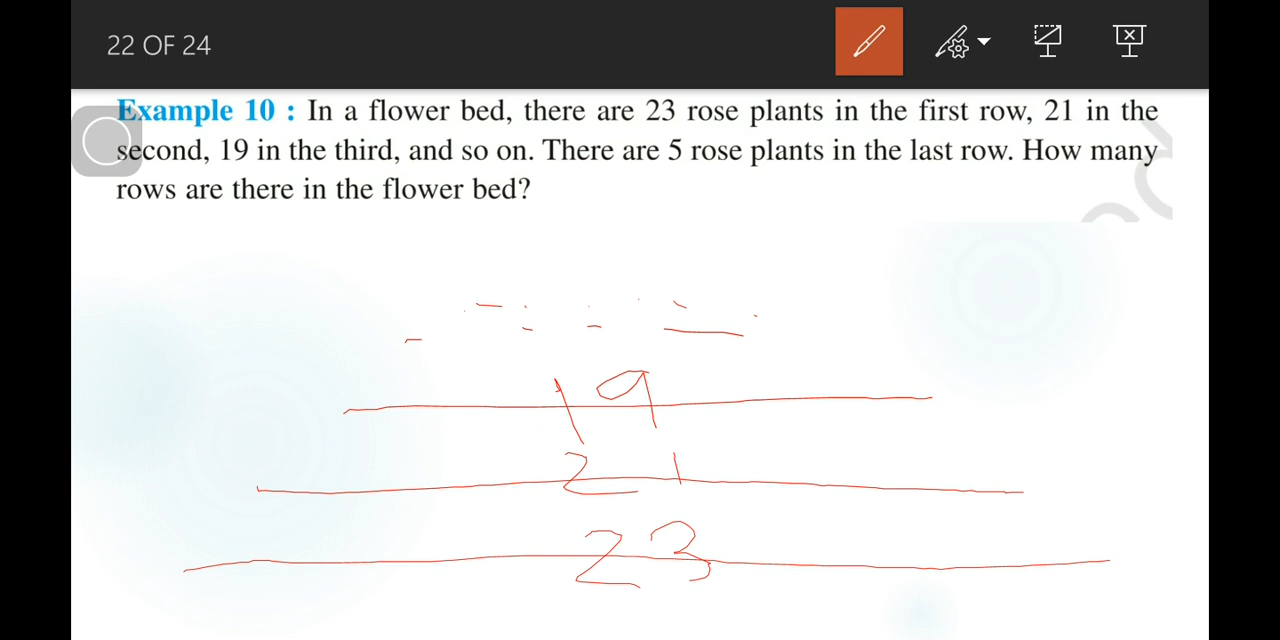 22 OF 24
Example 10 : In a flower bed, there are 23 rose plants in the first row, 21 in the
second, 19 in the third, and so on. There are 5 rose plants in the last row. How many
rows are there in the flower bed?
19
21
23